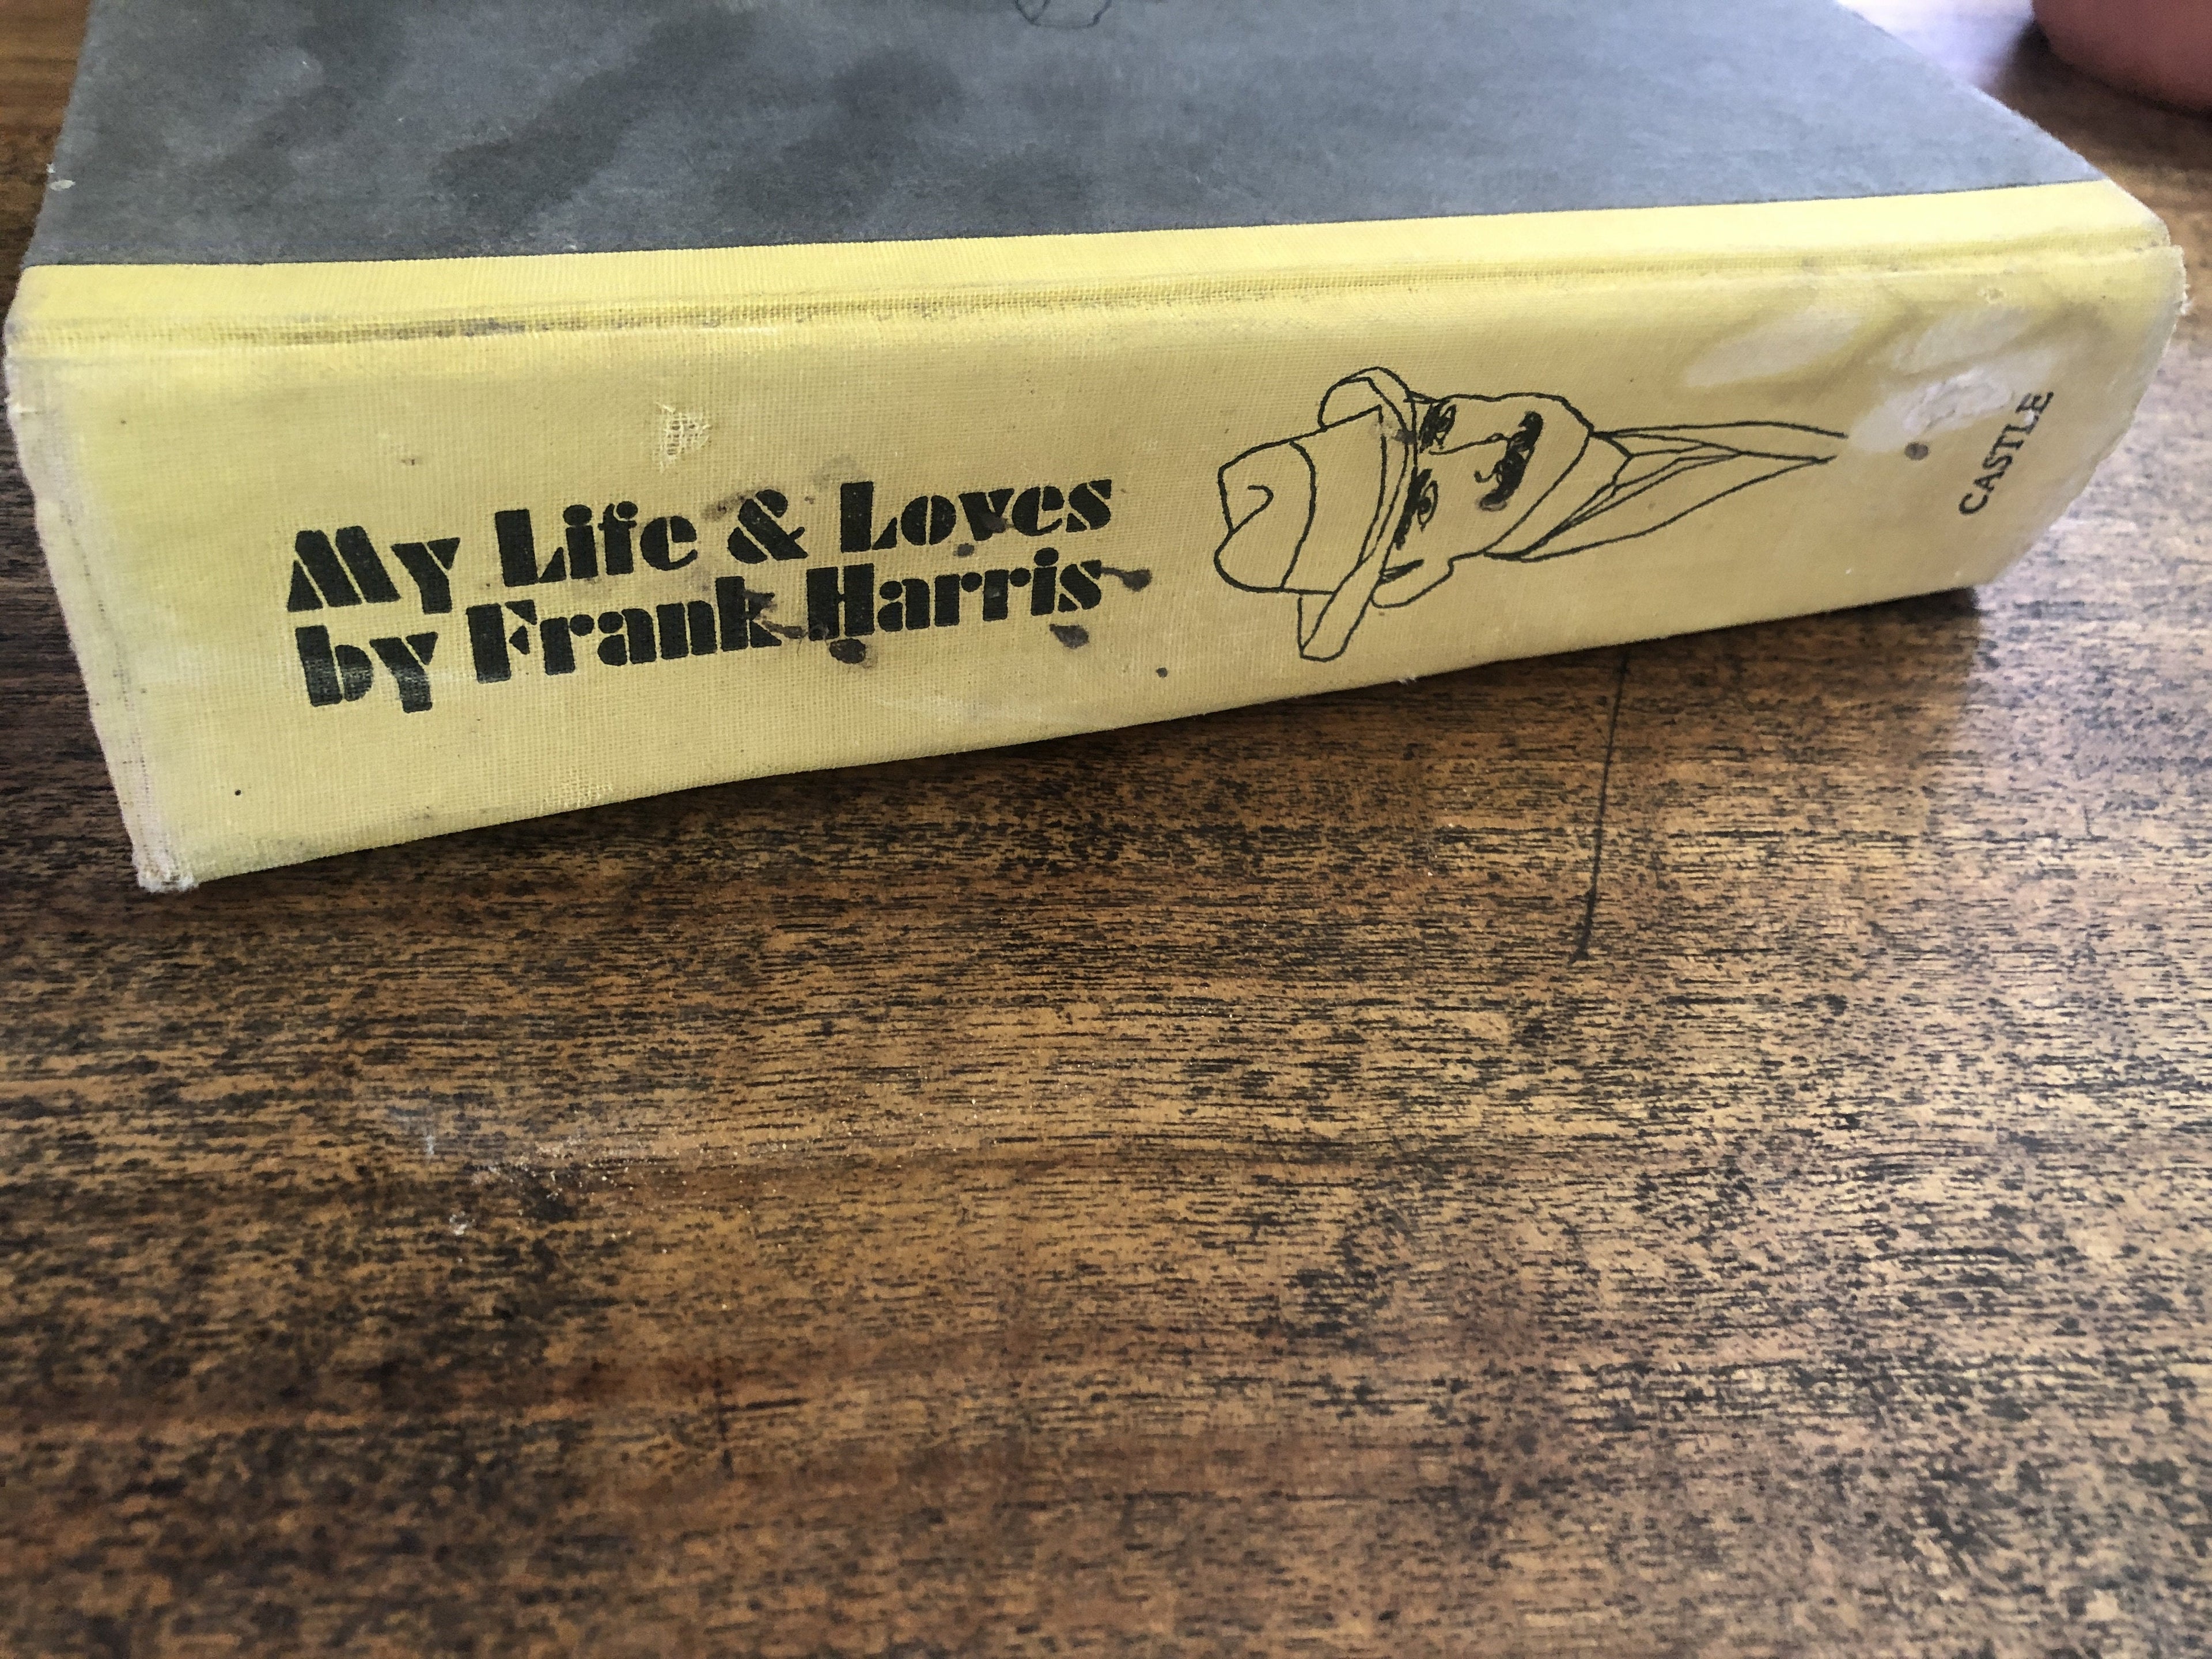 My Life & Loves
by Frank Harris
CASTLE